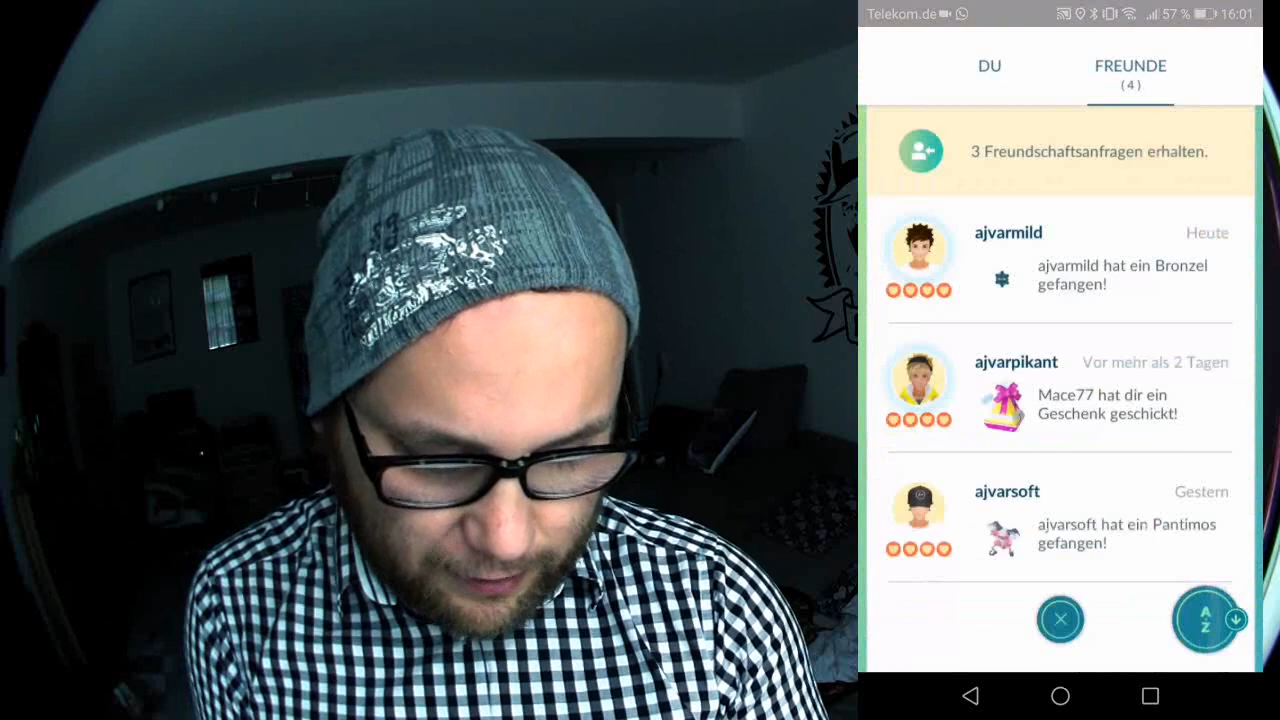 Telekom.de 57 % 16:01
DU
FREUNDE
(4)
3 Freundschaftsanfragen erhalten.
ajvarmild Heute
ajvarmild hat ein Bronzel
gefangen!
ajvarpikant Vor mehr als 2 Tagen
Mace77 hat dir ein
Geschenk geschickt!
ajvarsoft Gestern
ajvarsoft hat ein Pantimos
gefangen!
A
Z